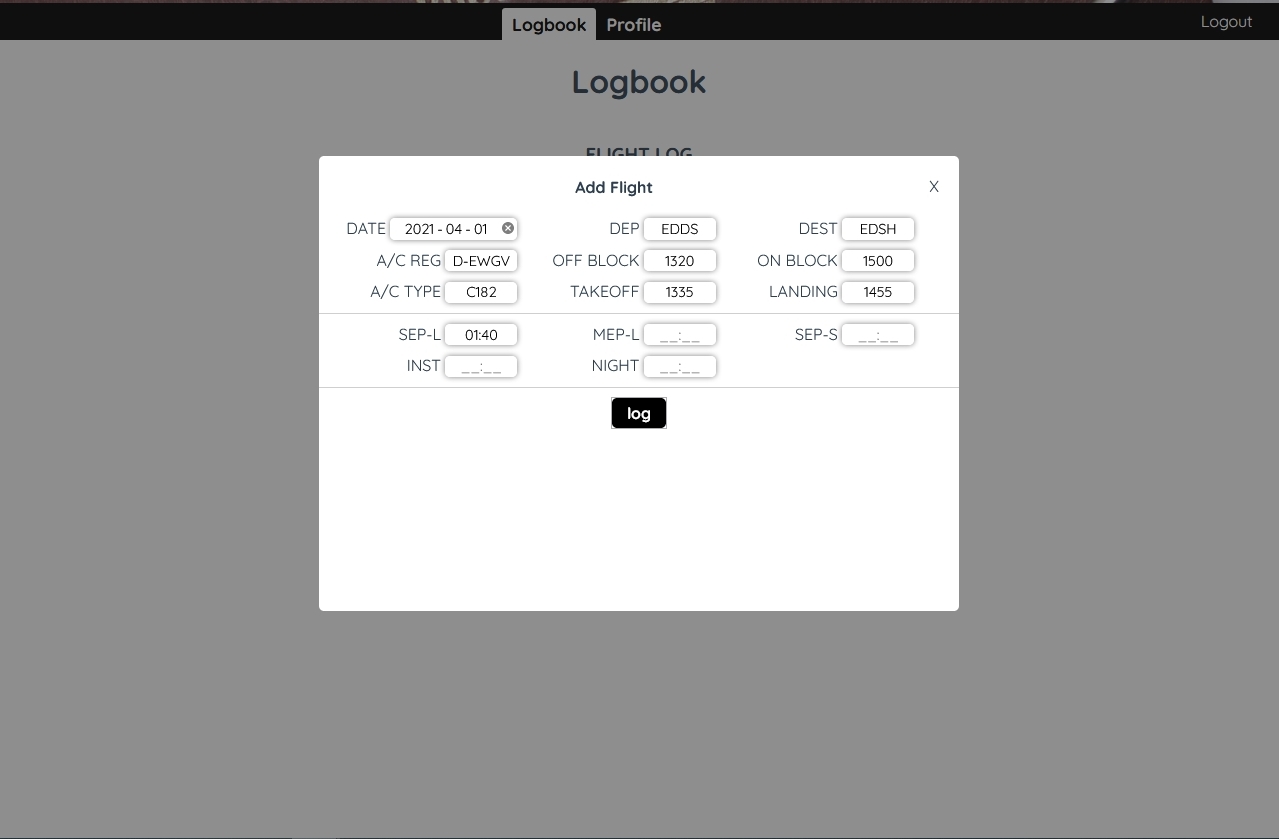 Logbook Profile Logout
Logbook
FLIGHT LOG
Add Flight X
DATE 2021 - 04 - 01 DEP EDDS DEST EDSH
A/C REG D-EWGV OFF BLOCK 1320 ON BLOCK 1500
A/C TYPE C182 TAKEOFF 1335 LANDING 1455
SEP-L 01:40 MEP-L __:__ SEP-S __:__
INST __:__ NIGHT __:__
log